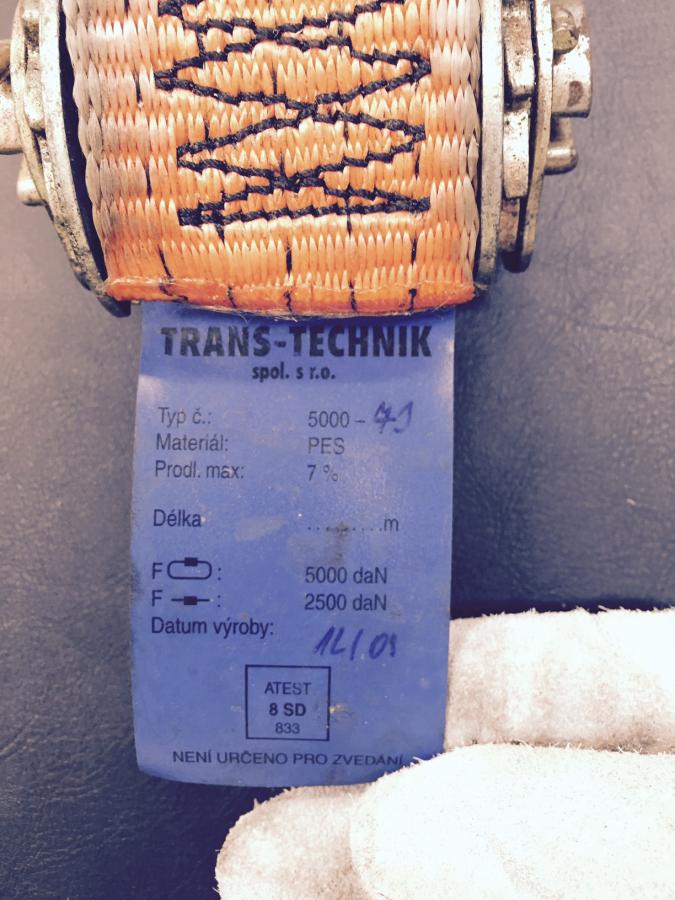 TRANS-TECHNIK
spol. s r.o.
Typ č.: 5000 -
Materiál: PES
Prodl. max: 7 %
Délka ..........m
F : 5000 daN
F : 2500 daN
Datum výroby:
ATEST
8 SD
833
NENÍ URČENO PRO ZVEDÁNÍ